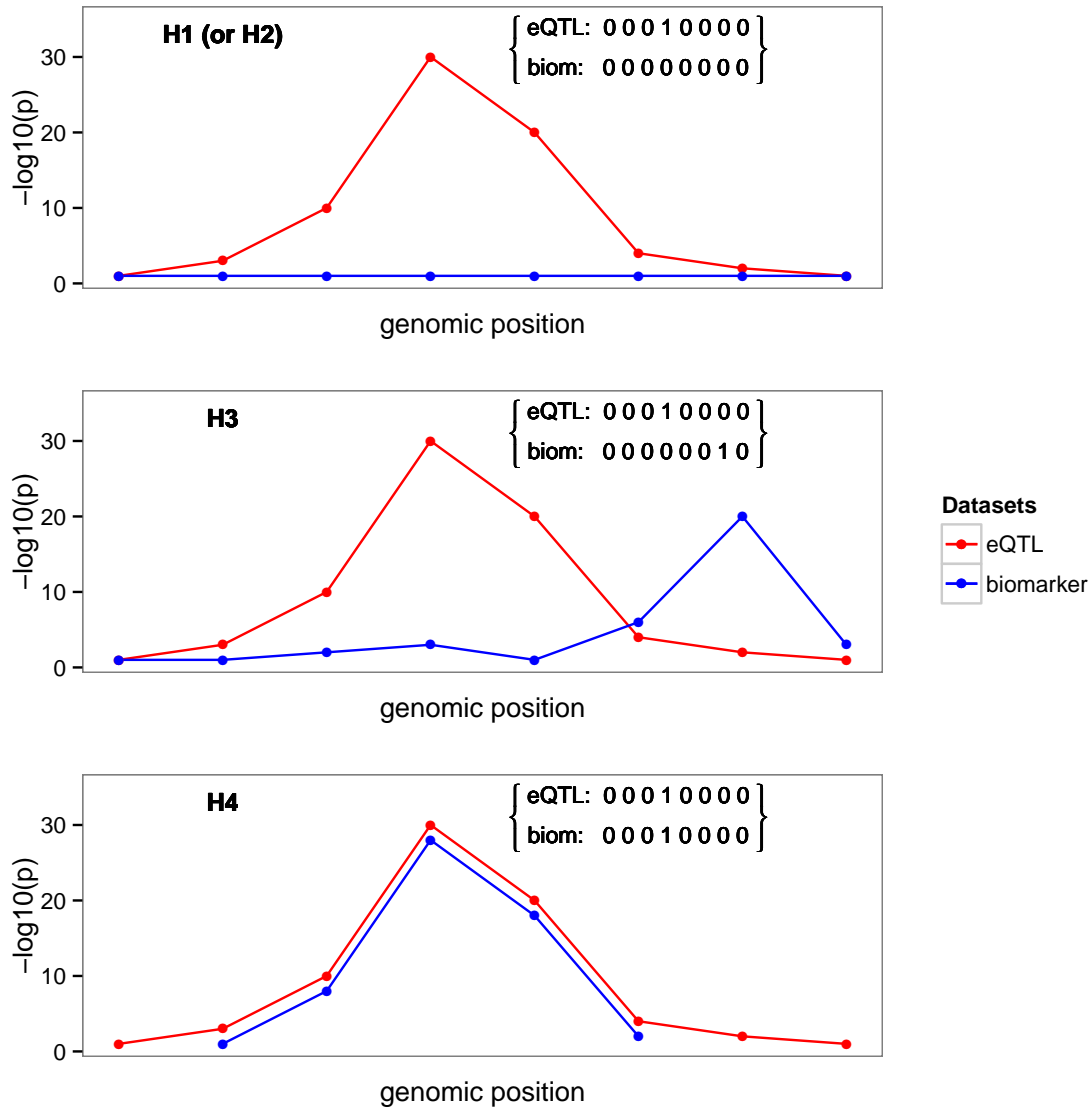 H1 (or H2)
eQTL: 0 0 0 1 0 0 0 0
biom: 0 0 0 0 0 0 0 0
30
20
10
0
−log10(p)
genomic position
H3
eQTL: 0 0 0 1 0 0 0 0
biom: 0 0 0 0 0 0 1 0
30
20
10
0
−log10(p)
genomic position
Datasets
eQTL
biomarker
H4
eQTL: 0 0 0 1 0 0 0 0
biom: 0 0 0 1 0 0 0 0
30
20
10
0
−log10(p)
genomic position